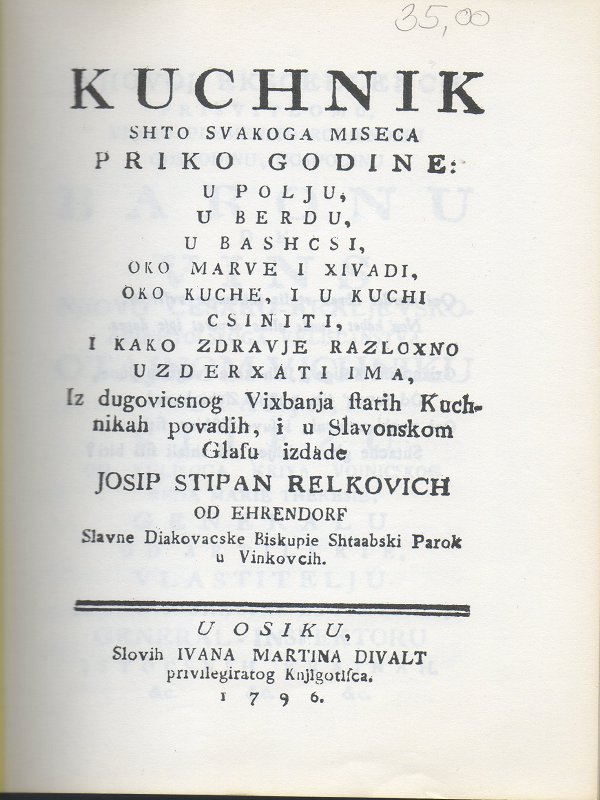 35,00
KUCHNIK
SHTO SVAKOGA MISECA
PRIKO GODINE:
U POLJU,
U BERDU,
U BASHCSI,
OKO MARVE I XIVADI,
OKO KUCHE, I U KUCHI
CSINITI,
I KAKO ZDRAVJE RAZLOXNO
UZDERXATI IMA,
Iz dugovicsnog Vixbanja ſtarih Kuch-
nikah povadih, i u Slavonskom
Glaſu izdade
JOSIP STIPAN RELKOVICH
OD EHRENDORF
Slavne Diakovacske Biskupie Shtaabski Parok
u Vinkovcih.
U OSIKU,
Slovih IVANA MARTINA DIVALT
privilegiratog Knjigotiſca.
1796.